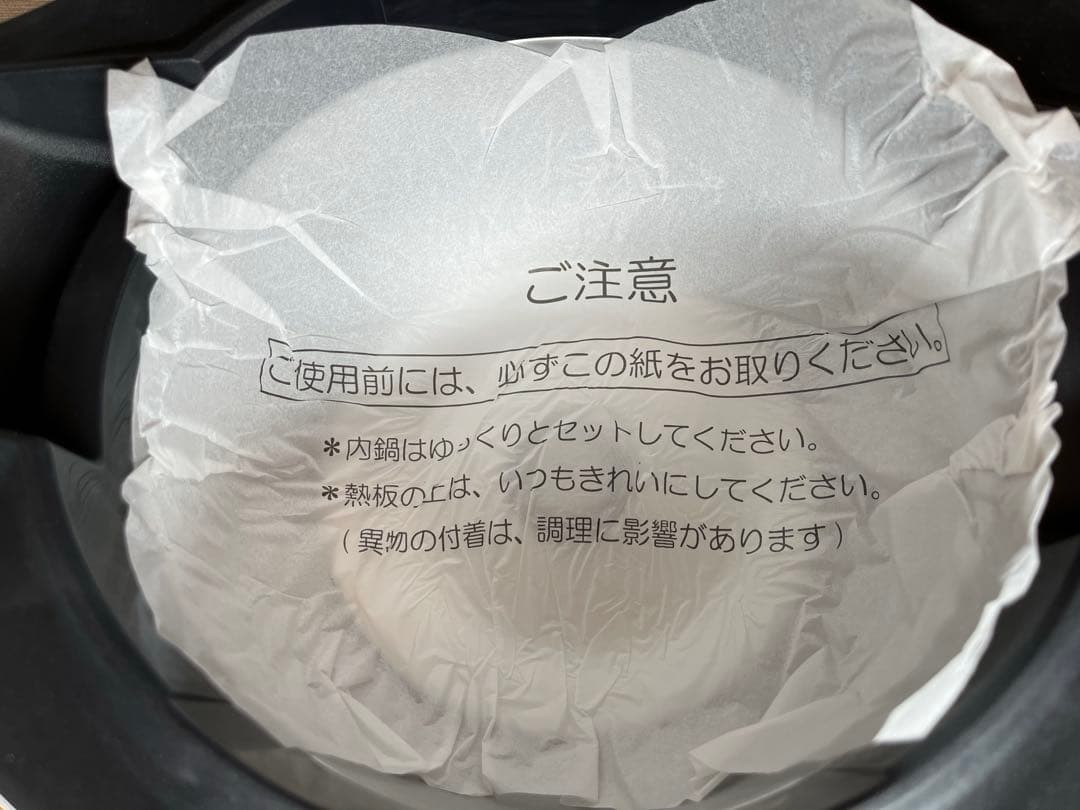 ご注意
ご使用前には、必ずこの紙をお取りください。
＊内鍋はゆっくりとセットしてください。
＊熱板の上は、いつもきれいにしてください。
（異物の付着は、調理に影響があります）